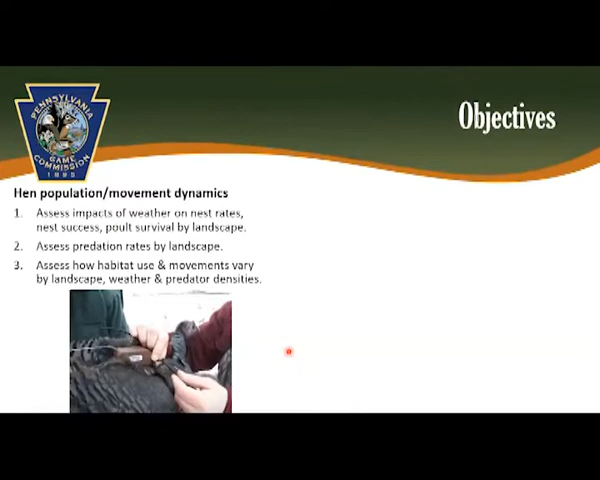 Objectives
PENNSYLVANIA
GAME
COMMISSION
1895
Hen population/movement dynamics
1. Assess impacts of weather on nest rates,
nest success, poult survival by landscape.
2. Assess predation rates by landscape.
3. Assess how habitat use & movements vary
by landscape, weather & predator densities.